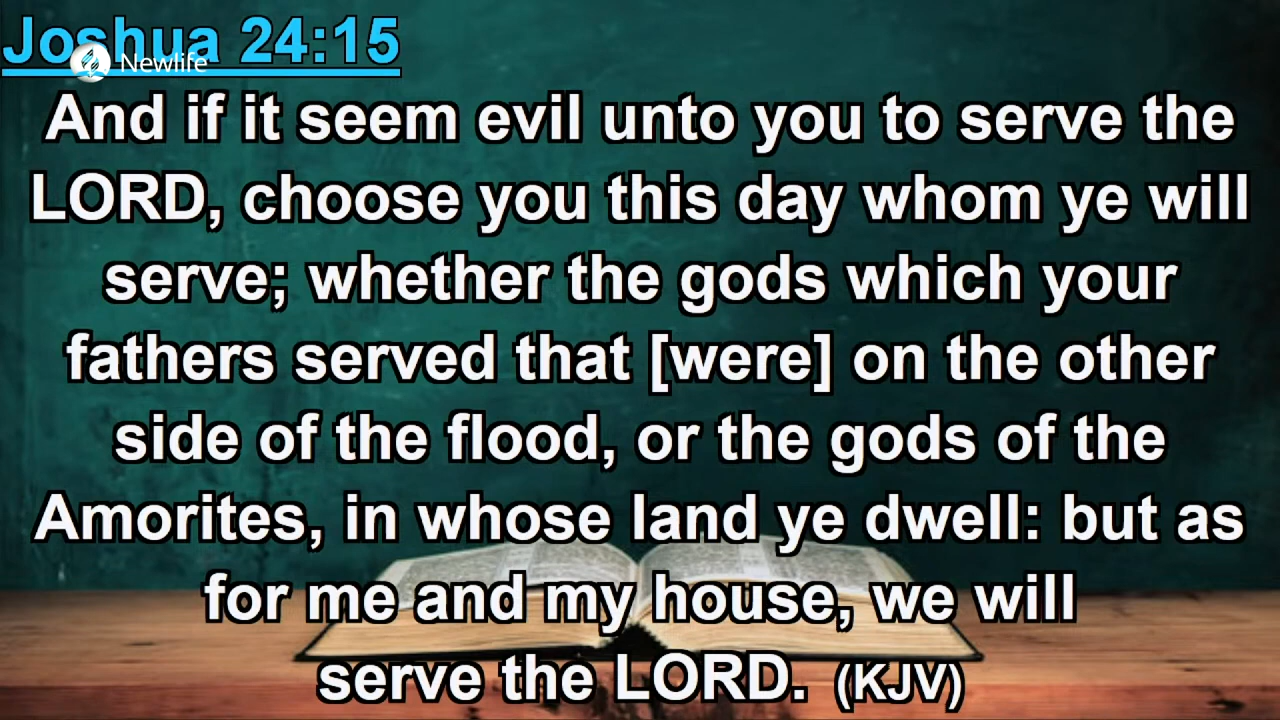 Joshua 24:15
Newlife
And if it seem evil unto you to serve the
LORD, choose you this day whom ye will
serve; whether the gods which your
fathers served that [were] on the other
side of the flood, or the gods of the
Amorites, in whose land ye dwell: but as
for me and my house, we will
serve the LORD. (KJV)